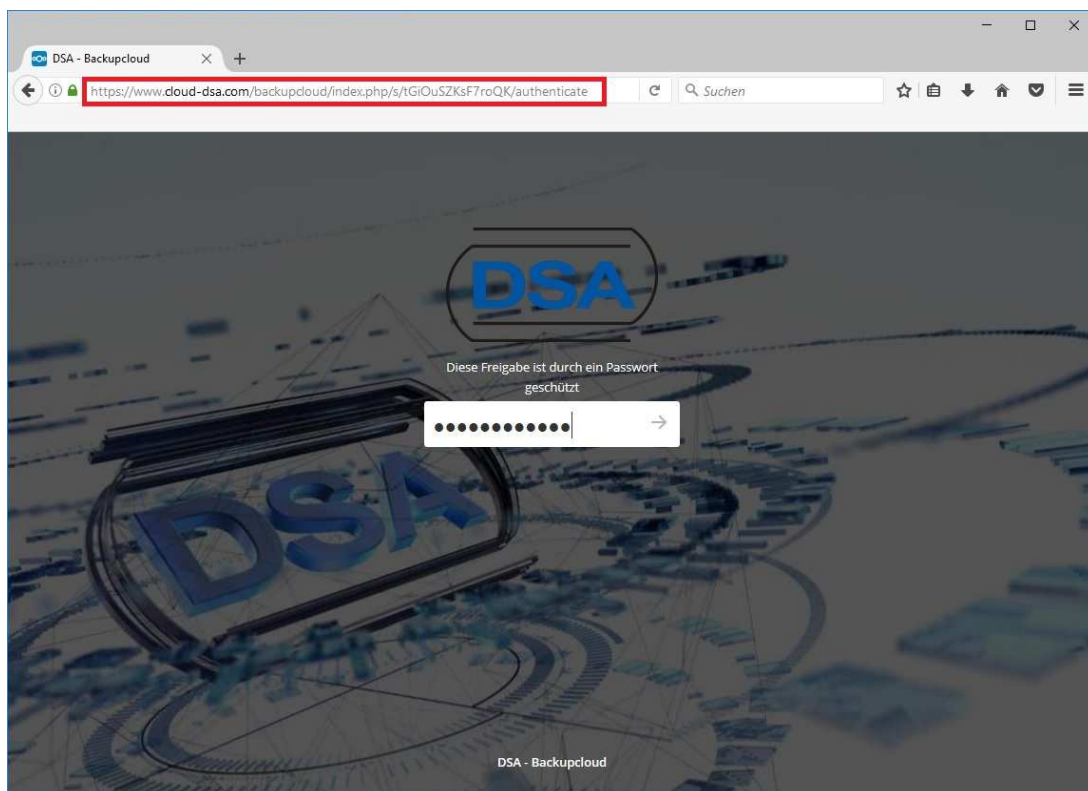 DSA - Backupcloud
https://www.cloud-dsa.com/backupcloud/index.php/s/tGiOuSZKsF7roQK/authenticate
Suchen
DSA
Diese Freigabe ist durch ein Passwort
geschützt
DSA
DSA - Backupcloud